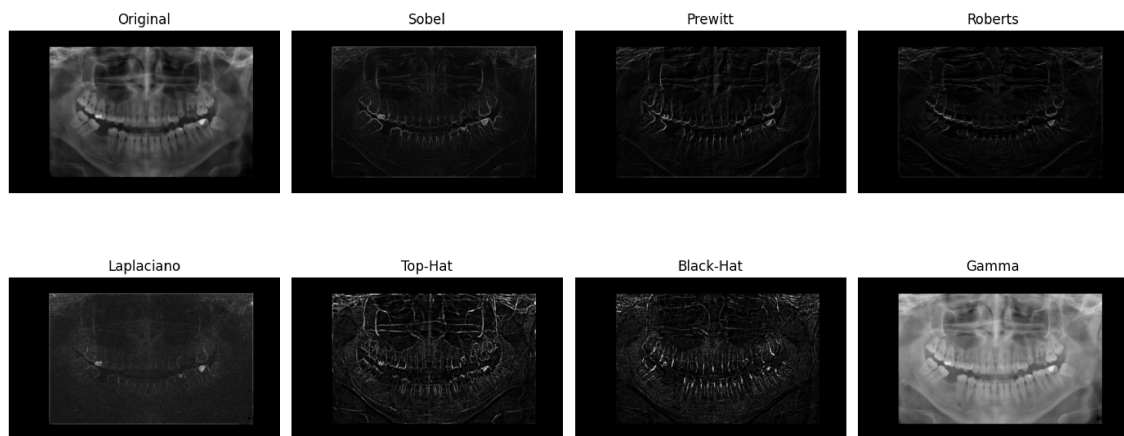 Original
Sobel
Prewitt
Roberts
Laplaciano
Top-Hat
Black-Hat
Gamma